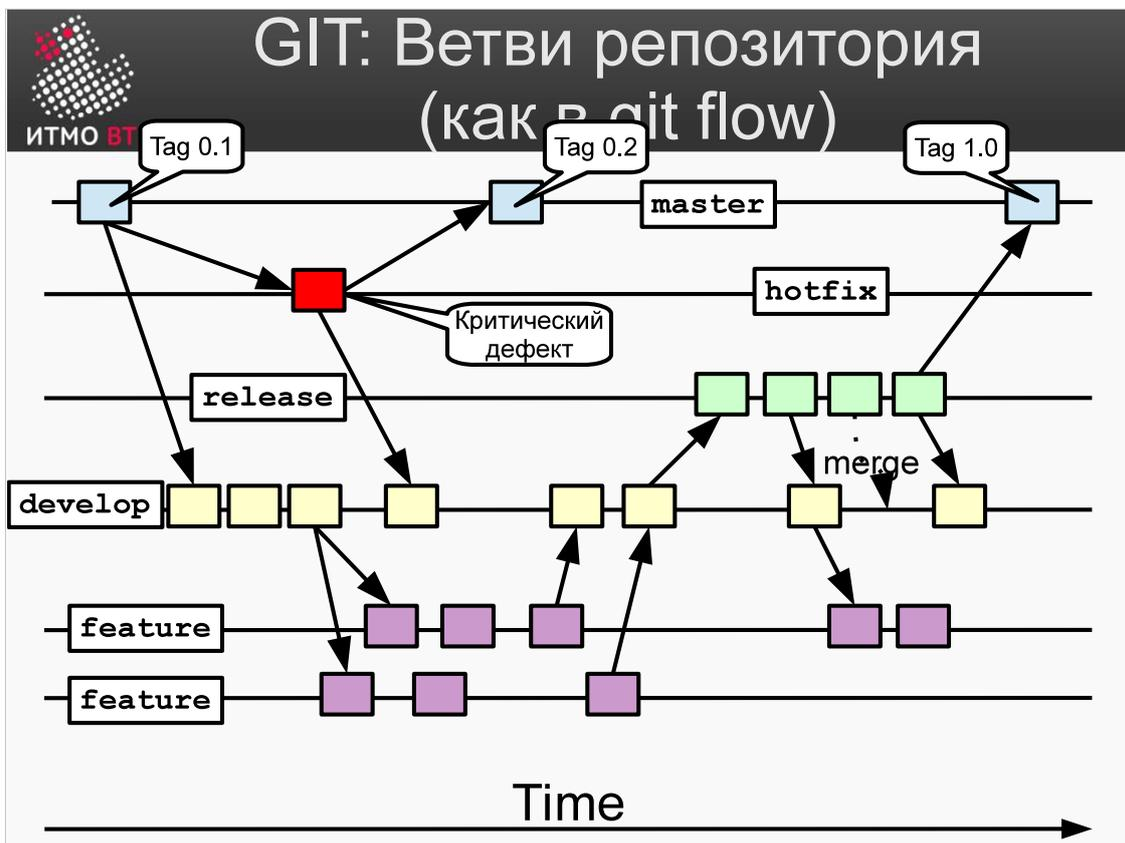 GIT: Ветви репозитория
(как в git flow)
ИТМО ВТ
Tag 0.1
Tag 0.2
Tag 1.0
master
hotfix
Критический
дефект
release
merge
develop
feature
feature
Time